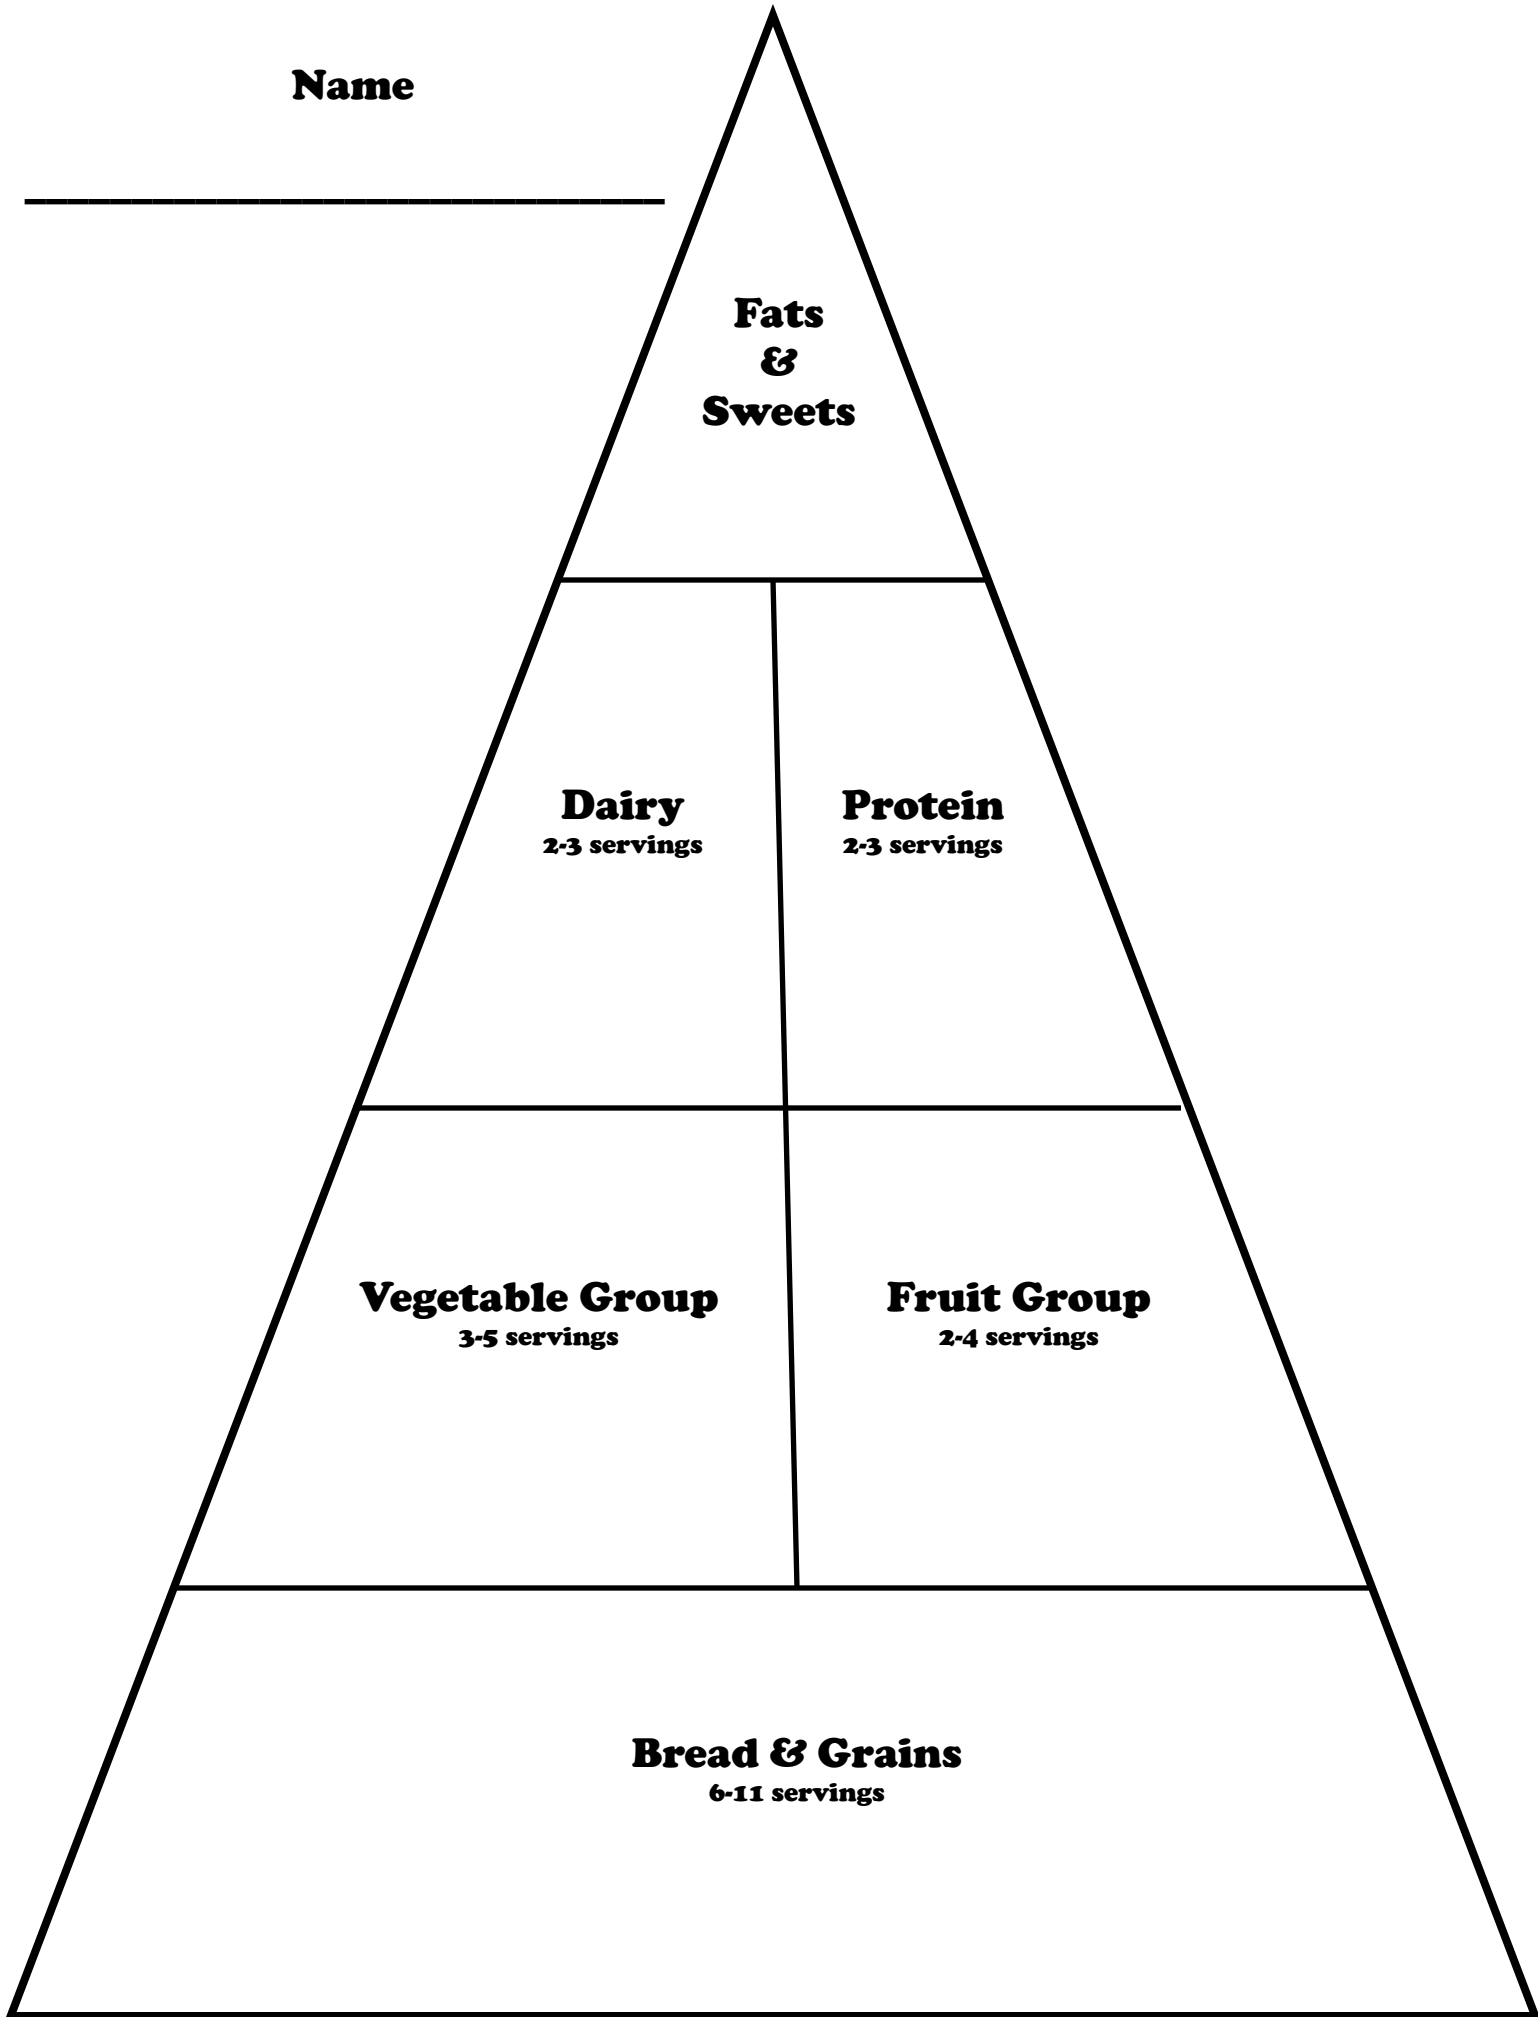 Name
______________________________
Fats
&
Sweets
Dairy
2-3 servings
Protein
2-3 servings
Vegetable Group
3-5 servings
Fruit Group
2-4 servings
Bread & Grains
6-11 servings